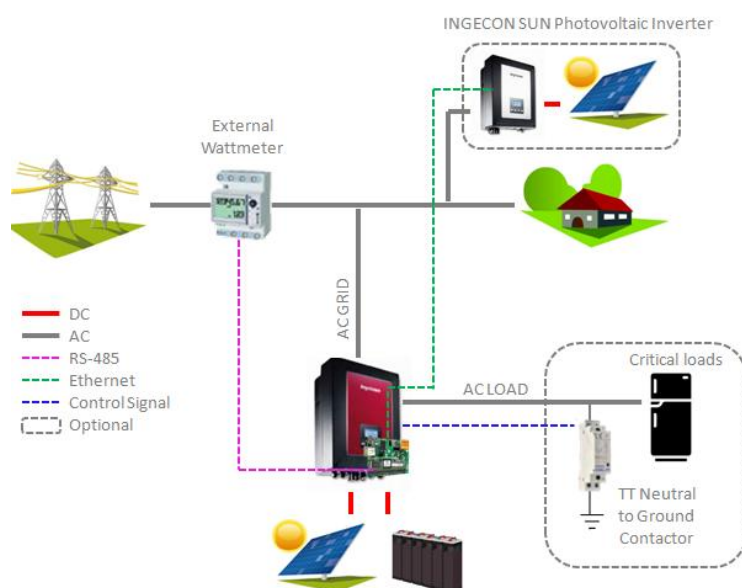 INGECON SUN Photovoltaic Inverter
External
Wattmeter
AC GRID
DC
AC
RS-485
Ethernet
Control Signal
Optional
AC LOAD
Critical loads
TT Neutral
to Ground
Contactor